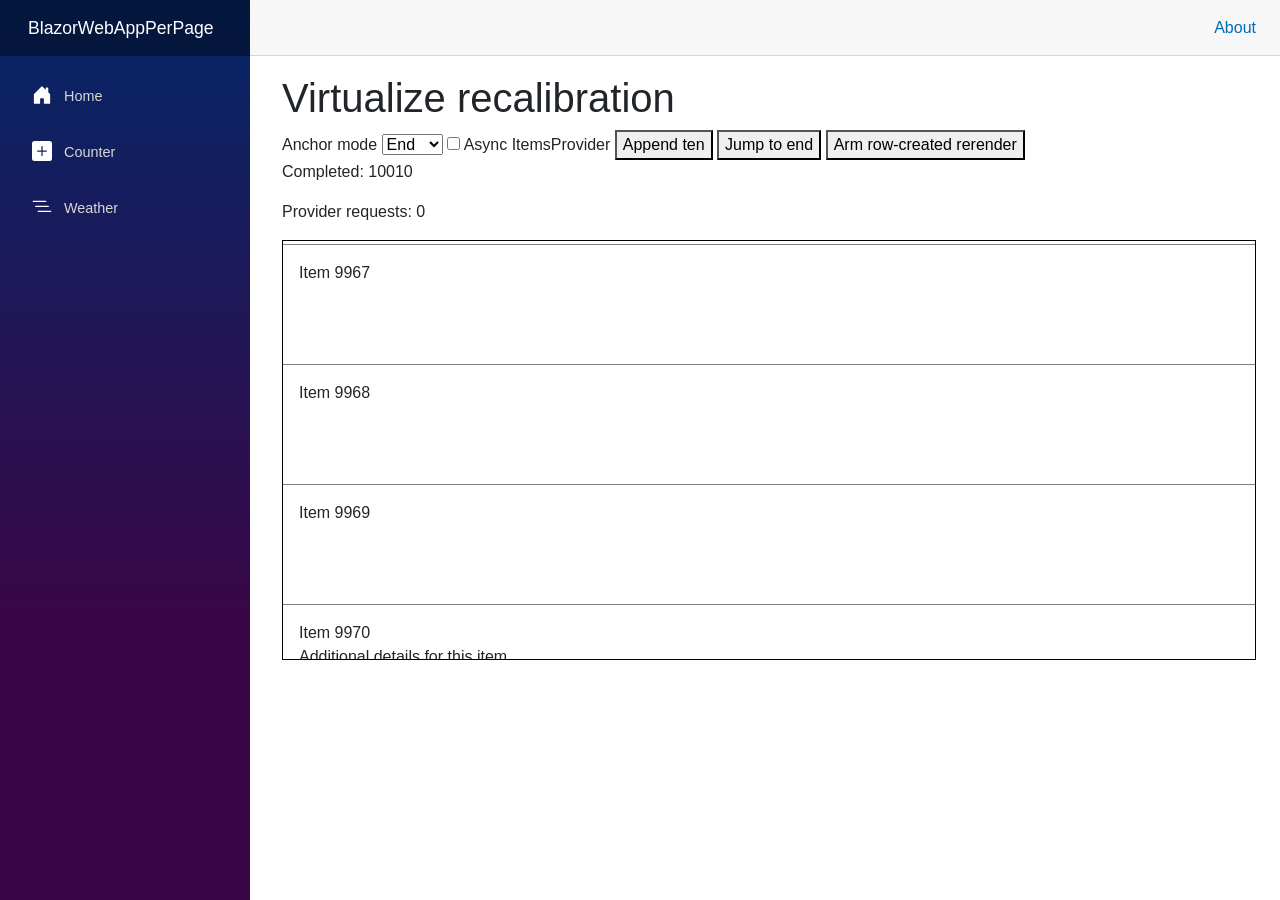 BlazorWebAppPerPage
About
Home
Counter
Weather
Virtualize recalibration
Anchor mode End Async ItemsProvider Append ten Jump to end Arm row-created rerender
Completed: 10010
Provider requests: 0
Item 9967
Item 9968
Item 9969
Item 9970
Additional details for this item